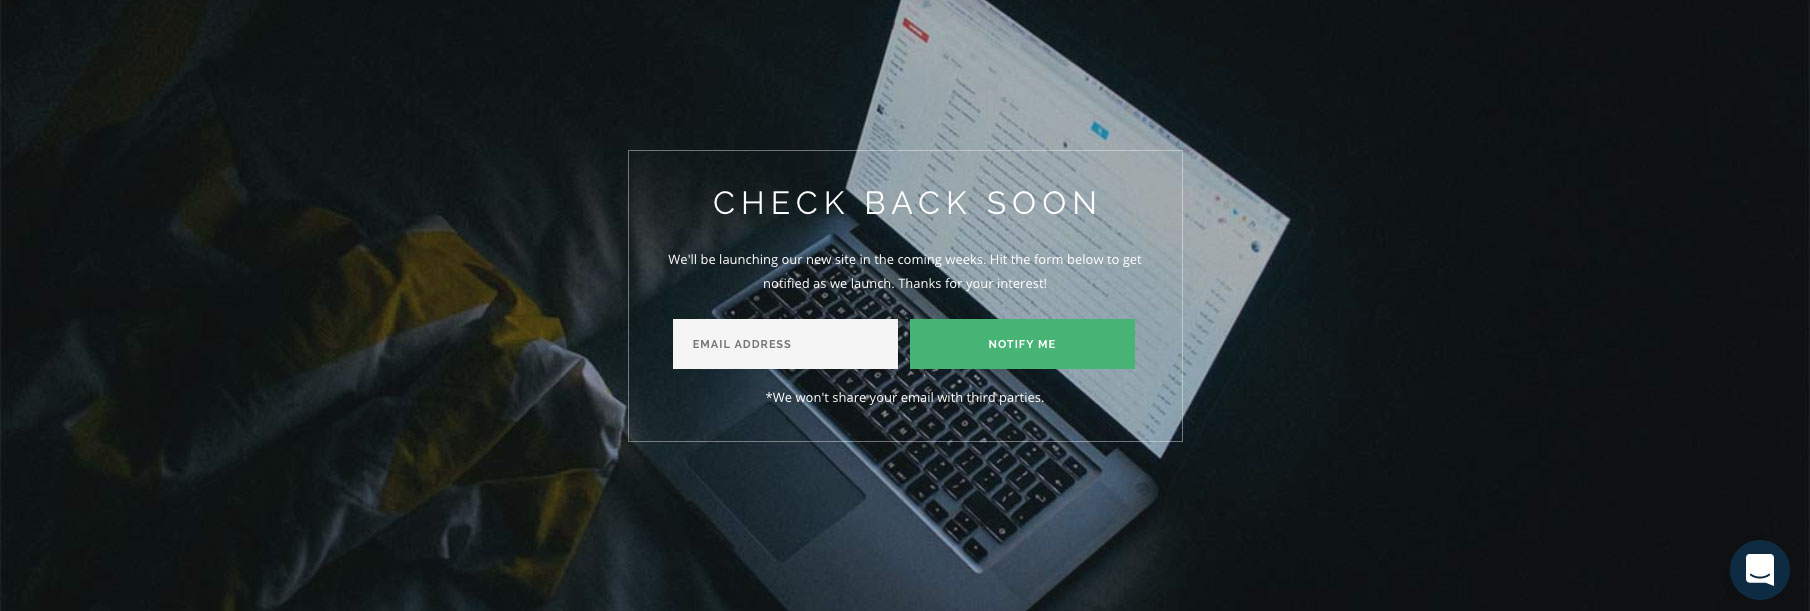 CHECK BACK SOON
We'll be launching our new site in the coming weeks. Hit the form below to get
notified as we launch. Thanks for your interest!
EMAIL ADDRESS
NOTIFY ME
*We won't share your email with third parties.